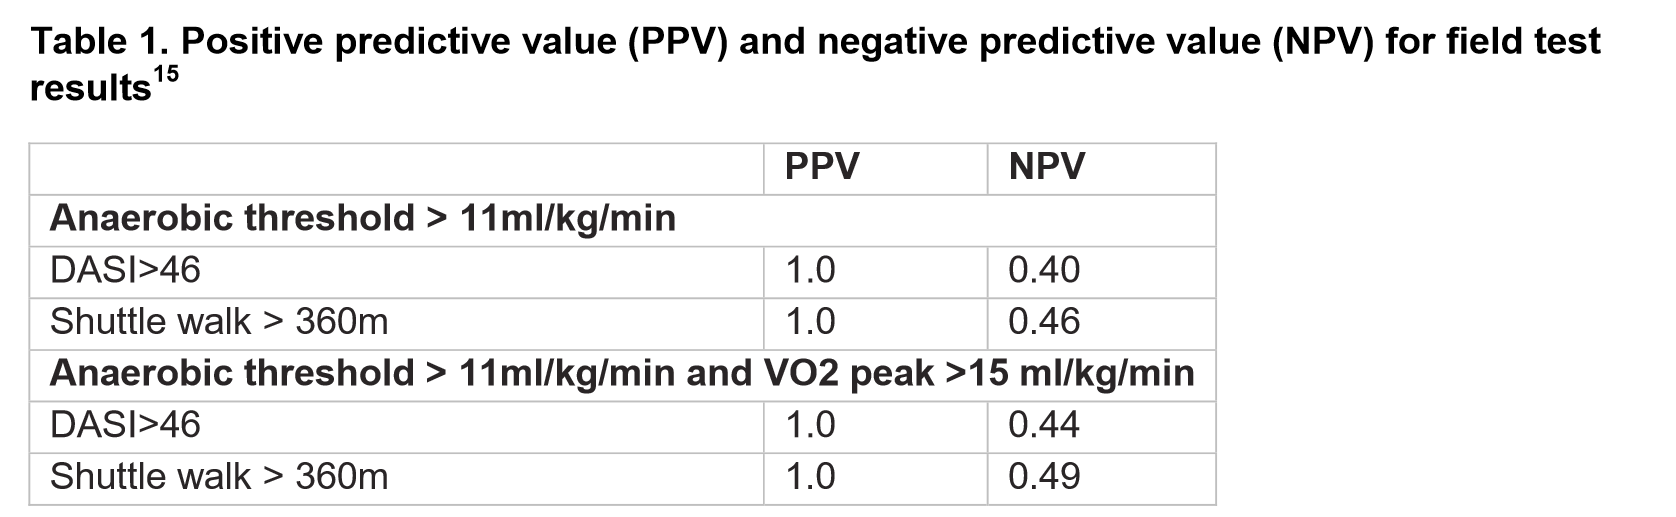 Table 1. Positive predictive value (PPV) and negative predictive value (NPV) for field test
results15
PPV NPV
Anaerobic threshold > 11ml/kg/min
DASI>46 1.0 0.40
Shuttle walk > 360m 1.0 0.46
Anaerobic threshold > 11ml/kg/min and VO2 peak >15 ml/kg/min
DASI>46 1.0 0.44
Shuttle walk > 360m 1.0 0.49